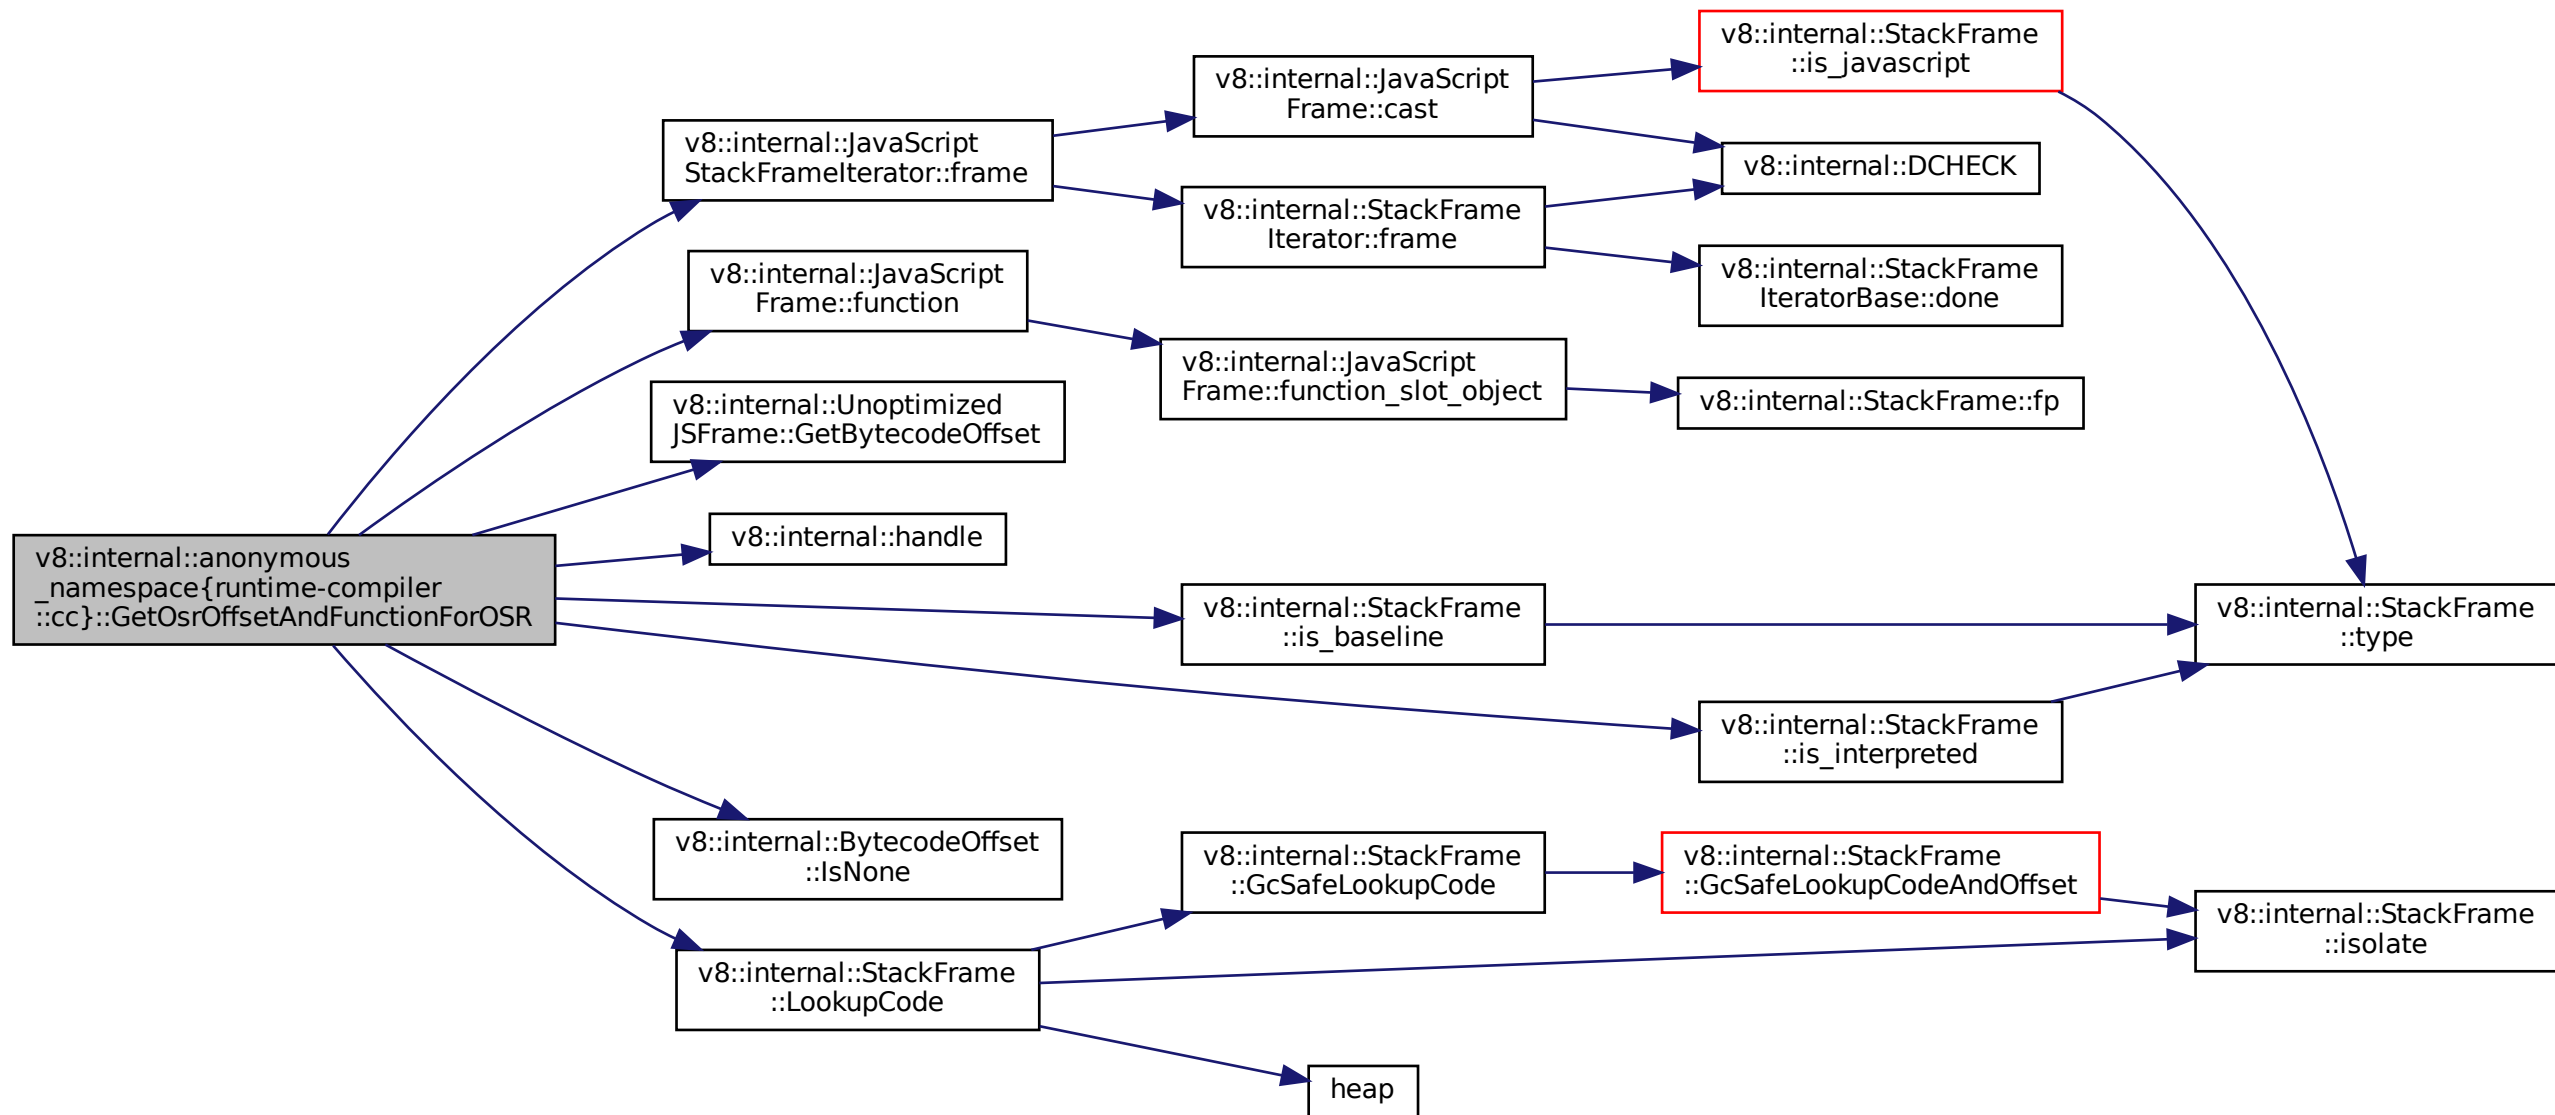 v8::internal::StackFrame
::is_javascript
v8::internal::JavaScript
Frame::cast
v8::internal::JavaScript
StackFrameIterator::frame
v8::internal::DCHECK
v8::internal::StackFrame
Iterator::frame
v8::internal::JavaScript
Frame::function
v8::internal::StackFrame
IteratorBase::done
v8::internal::JavaScript
Frame::function_slot_object
v8::internal::StackFrame::fp
v8::internal::Unoptimized
JSFrame::GetBytecodeOffset
v8::internal::handle
v8::internal::anonymous
_namespace{runtime-compiler
::cc}::GetOsrOffsetAndFunctionForOSR
v8::internal::StackFrame
::is_baseline
v8::internal::StackFrame
::type
v8::internal::StackFrame
::is_interpreted
v8::internal::BytecodeOffset
::IsNone
v8::internal::StackFrame
::GcSafeLookupCode
v8::internal::StackFrame
::GcSafeLookupCodeAndOffset
v8::internal::StackFrame
::isolate
v8::internal::StackFrame
::LookupCode
heap